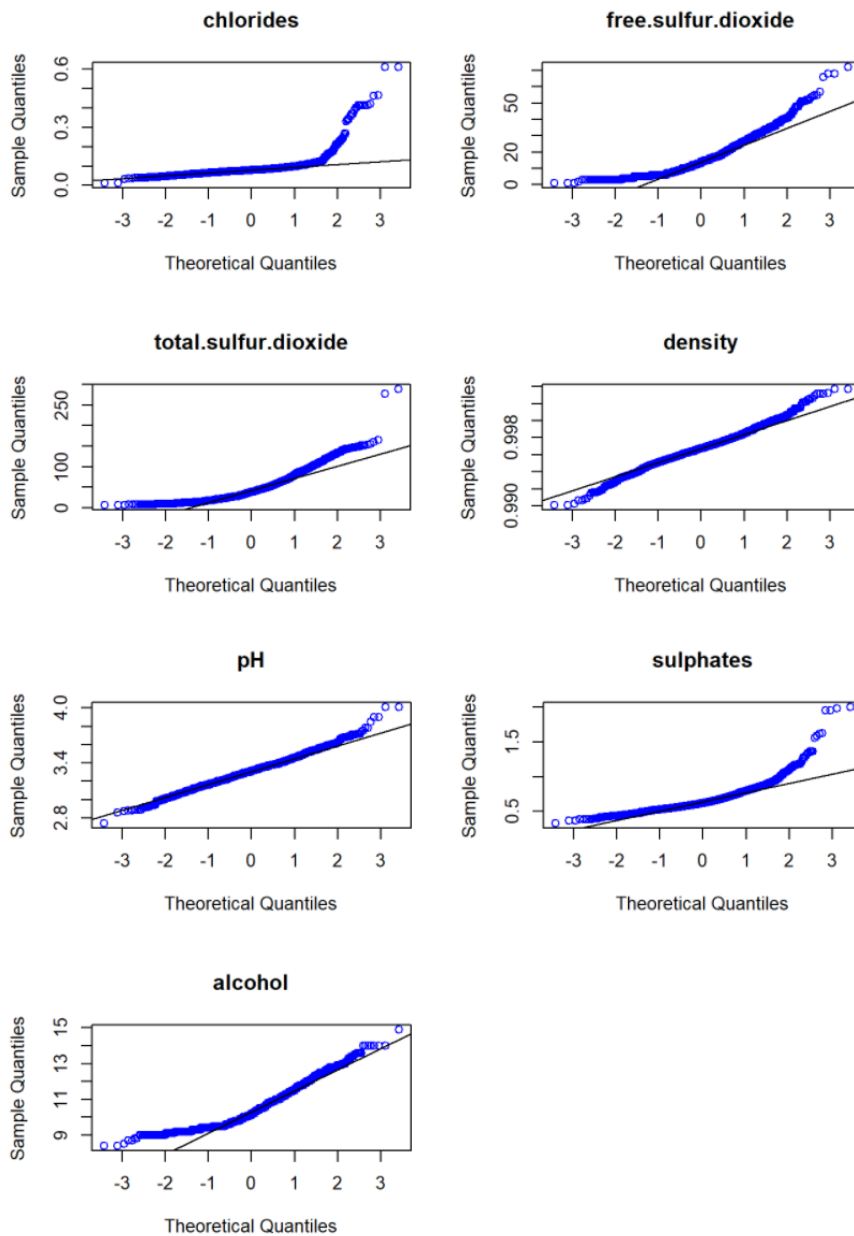 chlorides
Sample Quantiles
0.0 0.3 0.6
-3 -2 -1 0 1 2 3
Theoretical Quantiles
free.sulfur.dioxide
Sample Quantiles
0 20 50
-3 -2 -1 0 1 2 3
Theoretical Quantiles
total.sulfur.dioxide
Sample Quantiles
0 100 250
-3 -2 -1 0 1 2 3
Theoretical Quantiles
density
Sample Quantiles
0.990 0.998
-3 -2 -1 0 1 2 3
Theoretical Quantiles
pH
Sample Quantiles
2.8 3.4 4.0
-3 -2 -1 0 1 2 3
Theoretical Quantiles
sulphates
Sample Quantiles
0.5 1.5
-3 -2 -1 0 1 2 3
Theoretical Quantiles
alcohol
Sample Quantiles
9 11 13 15
-3 -2 -1 0 1 2 3
Theoretical Quantiles